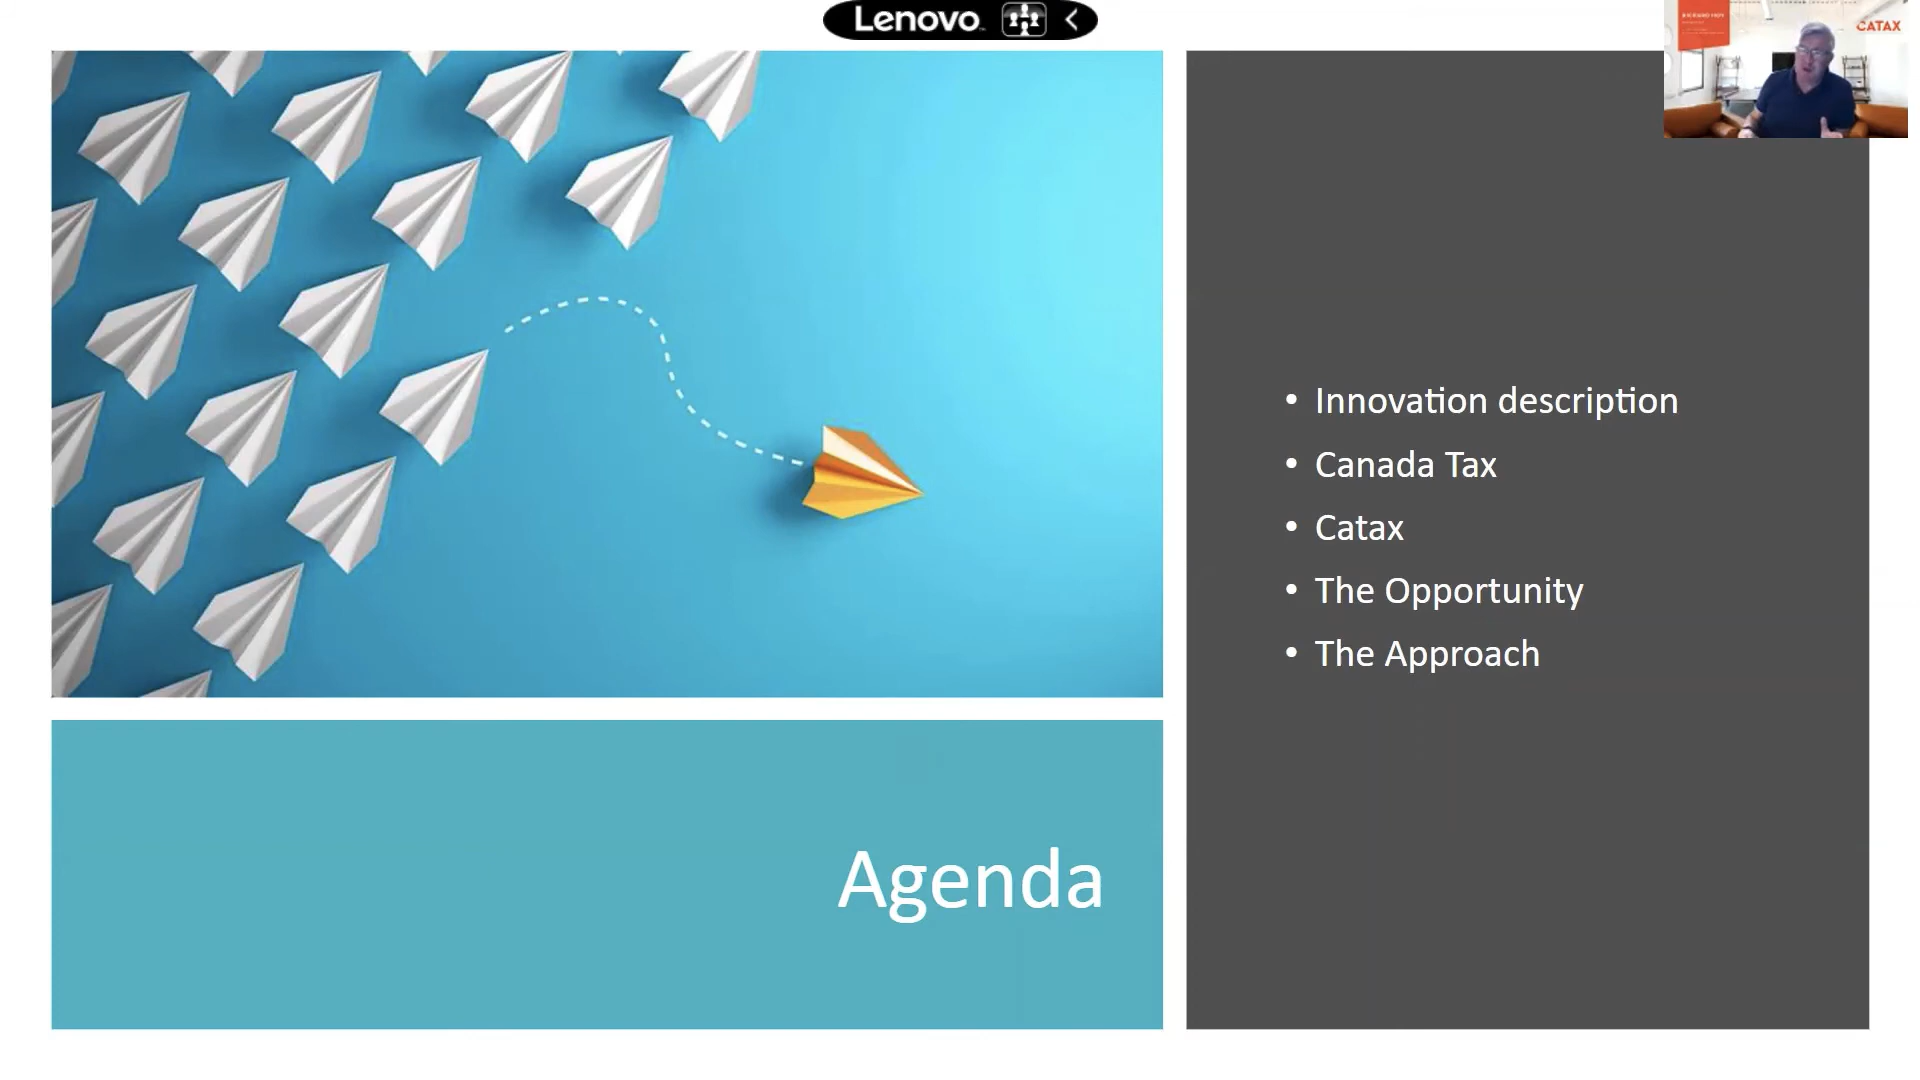 Lenovo
CATAX
Innovation description
Canada Tax
Catax
The Opportunity
The Approach
Agenda